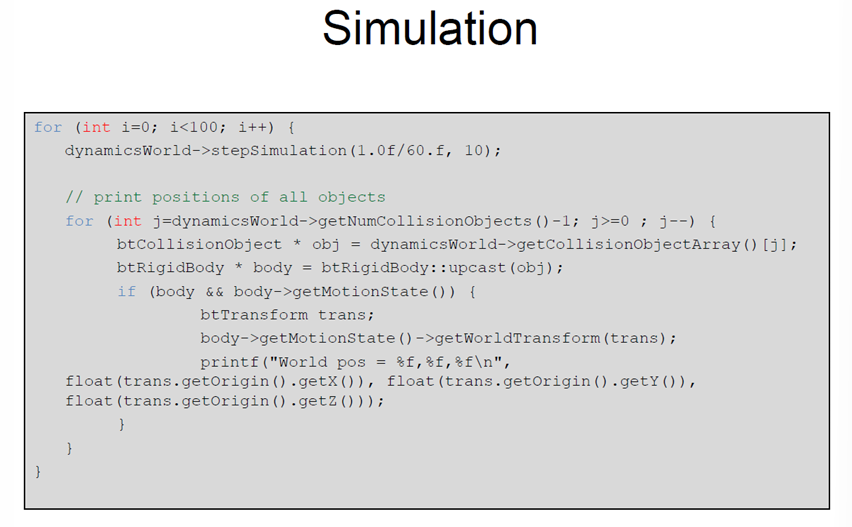 Simulation
for (int i=0; i<100; i++) {
dynamicsWorld->stepSimulation(1.0f/60.f, 10);
// print positions of all objects
for (int j=dynamicsWorld->getNumCollisionObjects()-1; j>=0 ; j--) {
btCollisionObject * obj = dynamicsWorld->getCollisionObjectArray()[j];
btRigidBody * body = btRigidBody::upcast(obj);
if (body && body->getMotionState()) {
btTransform trans;
body->getMotionState()->getWorldTransform(trans);
printf("World pos = %f,%f,%f\n",
float(trans.getOrigin().getX()), float(trans.getOrigin().getY()),
float(trans.getOrigin().getZ()));
}
}
}